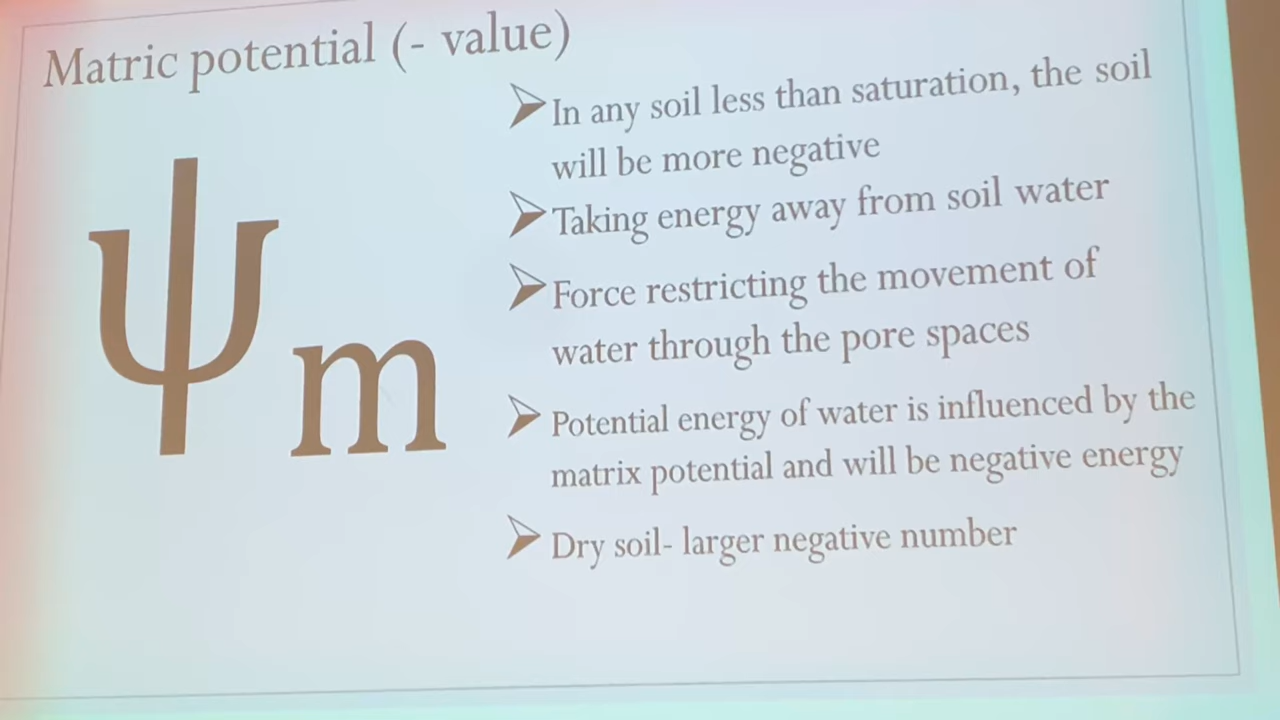 Matric potential (- value)
ψm
In any soil less than saturation, the soil
will be more negative
Taking energy away from soil water
Force restricting the movement of
water through the pore spaces
Potential energy of water is influenced by the
matrix potential and will be negative energy
Dry soil- larger negative number